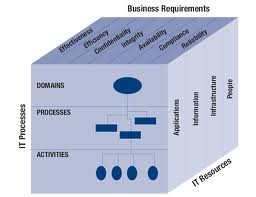 Business Requirements
Effectiveness
Efficiency
Confidentiality
Integrity
Availability
Compliance
Reliability
IT Processes
DOMAINS
PROCESSES
ACTIVITIES
Applications
Information
Infrastructure
People
IT Resources